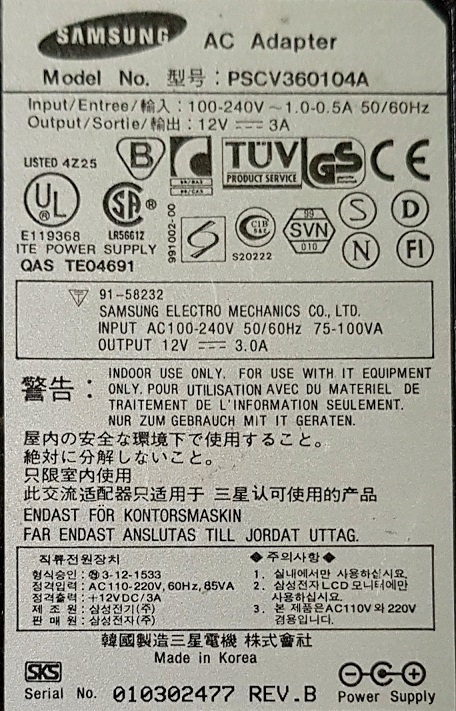 SAMSUNG AC Adapter
Model No. 型号 : PSCV360104A
Input/Entree/輸入 : 100-240V ~ 1.0-0.5A 50/60Hz
Output/Sortie/輸出 : 12V ⎓ 3A
LISTED 4Z25
UL
E119368
ITE POWER SUPPLY
QAS TE04691
B
SA ®
LR56612
TÜV
PRODUCT SERVICE
GS
CE
991002-00
S
CIB
S20222
99
SVN
010
S
D
N
FI
91-58232
SAMSUNG ELECTRO MECHANICS CO., LTD.
INPUT AC100-240V 50/60Hz 75-100VA
OUTPUT 12V ⎓ 3.0A
警告 : INDOOR USE ONLY. FOR USE WITH IT EQUIPMENT
ONLY. POUR UTILISATION AVEC DU MATERIEL DE
TRAITEMENT DE L'INFORMATION SEULEMENT.
NUR ZUM GEBRAUCH MIT IT GERATEN.
屋内の安全な環境下で使用すること。
絶対に分解しないこと。
只限室内使用
此交流适配器只适用于 三星认可使用的产品
ENDAST FÖR KONTORSMASKIN
FAR ENDAST ANSLUTAS TILL JORDAT UTTAG.
직류전원장치
형식승인 : 3-12-1533
정격입력 : AC110-220V, 60Hz, 85VA
정격출력 : +12VDC/3A
제 조 원 : 삼성전기(주)
판 매 원 : 삼성전자(주)
◆ 주의사항 ◆
1. 실내에서만 사용하십시요.
2. 삼성전자LCD 모니터에만
사용하십시요.
3. 본 제품은AC110V 와 220V
겸용입니다.
韓國製造三星電機 株式會社
Made in Korea
SKS
Serial No. 010302477 REV.B
Power Supply